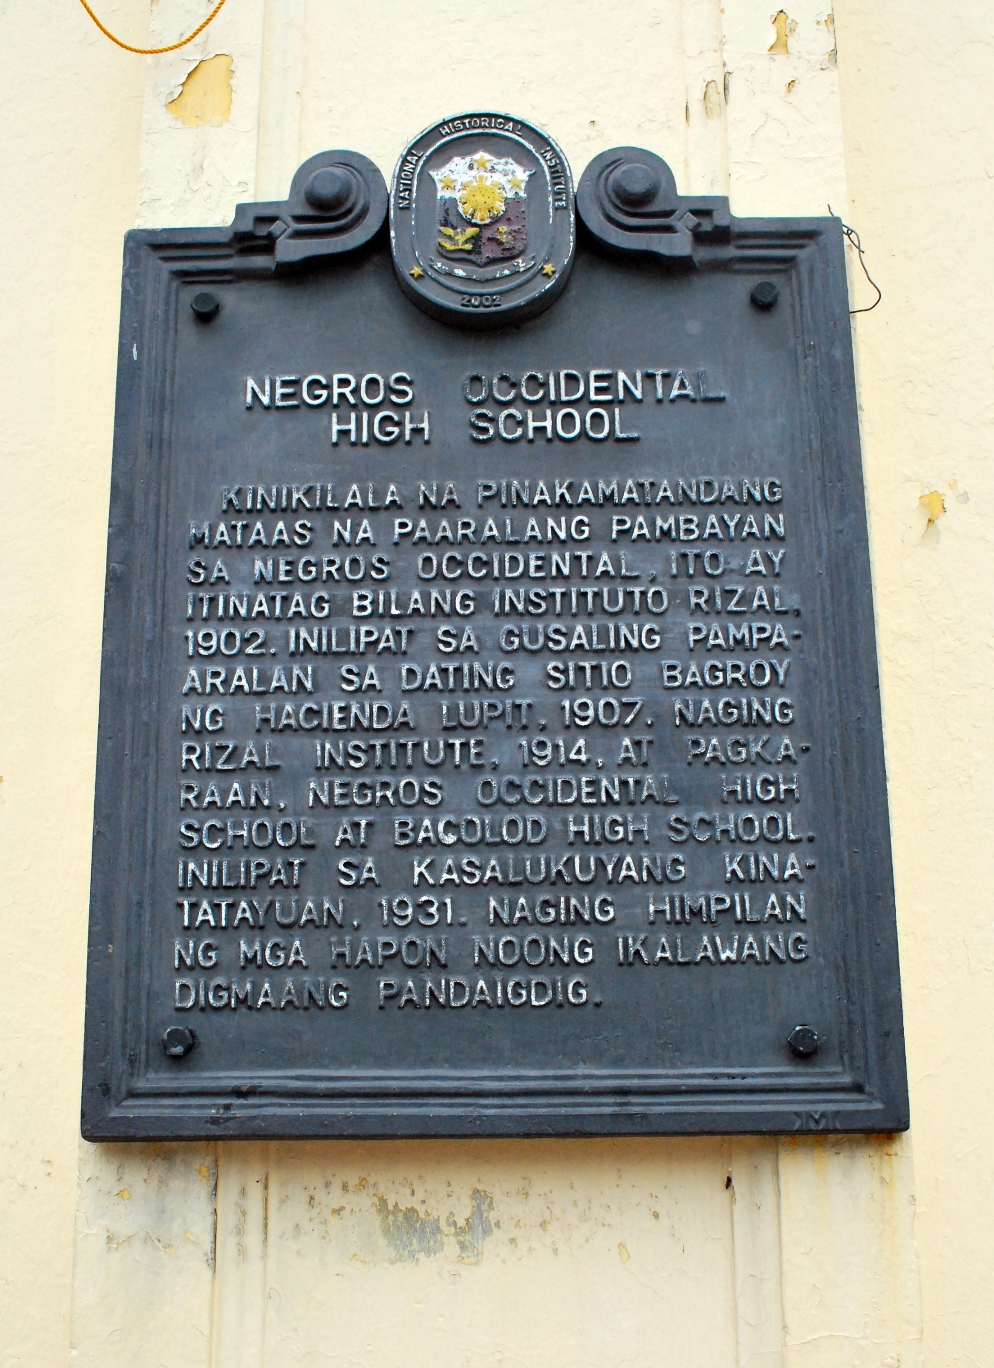 NATIONAL HISTORICAL INSTITUTE
2002
NEGROS OCCIDENTAL
HIGH SCHOOL
KINIKILALA NA PINAKAMATANDANG
MATAAS NA PAARALANG PAMBAYAN
SA NEGROS OCCIDENTAL, ITO AY
ITINATAG BILANG INSTITUTO RIZAL,
1902. INILIPAT SA GUSALING PAMPA-
ARALAN SA DATING SITIO BAGROY
NG HACIENDA LUPIT, 1907. NAGING
RIZAL INSTITUTE, 1914, AT PAGKA-
RAAN, NEGROS OCCIDENTAL HIGH
SCHOOL AT BACOLOD HIGH SCHOOL.
INILIPAT SA KASALUKUYANG KINA-
TATAYUAN, 1931. NAGING HIMPILAN
NG MGA HAPON NOONG IKALAWANG
DIGMAANG PANDAIGDIG.